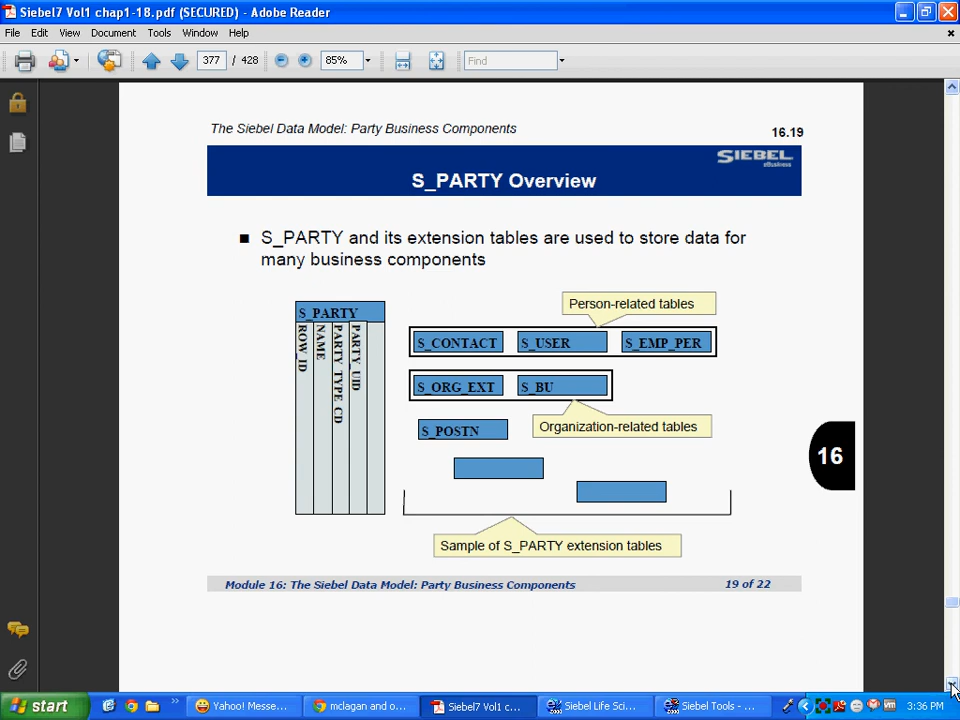 Siebel7 Vol1 chap1-18.pdf (SECURED) - Adobe Reader
File Edit View Document Tools Window Help
377 / 428 85% Find
The Siebel Data Model: Party Business Components
16.19
SIEBEL
eBusiness
S_PARTY Overview
S_PARTY and its extension tables are used to store data for
many business components
Person-related tables
S_PARTY
ROW_ID
NAME
PARTY_TYPE_CD
PARTY_UID
S_CONTACT S_USER S_EMP_PER
S_ORG_EXT S_BU
Organization-related tables
S_POSTN
16
Sample of S_PARTY extension tables
Module 16: The Siebel Data Model: Party Business Components 19 of 22
start Yahoo! Messe... mclagan and o... Siebel7 Vol1 c... Siebel Life Sci... Siebel Tools - ... 3:36 PM